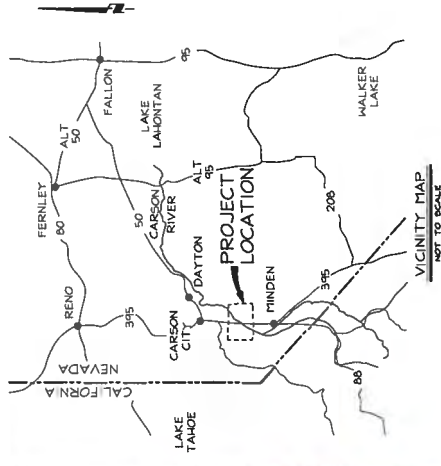 FERNLEY
ALT
50
FALLON
80
RENO
395
95
LAKE
LAHONTAN
50
CARSON
RIVER
ALT
95
DAYTON
CARSON
CITY
PROJECT
LOCATION
CALIFORNIA
NEVADA
LAKE
TAHOE
MINDEN
395
208
88
WALKER
LAKE
VICINITY MAP
NOT TO SCALE